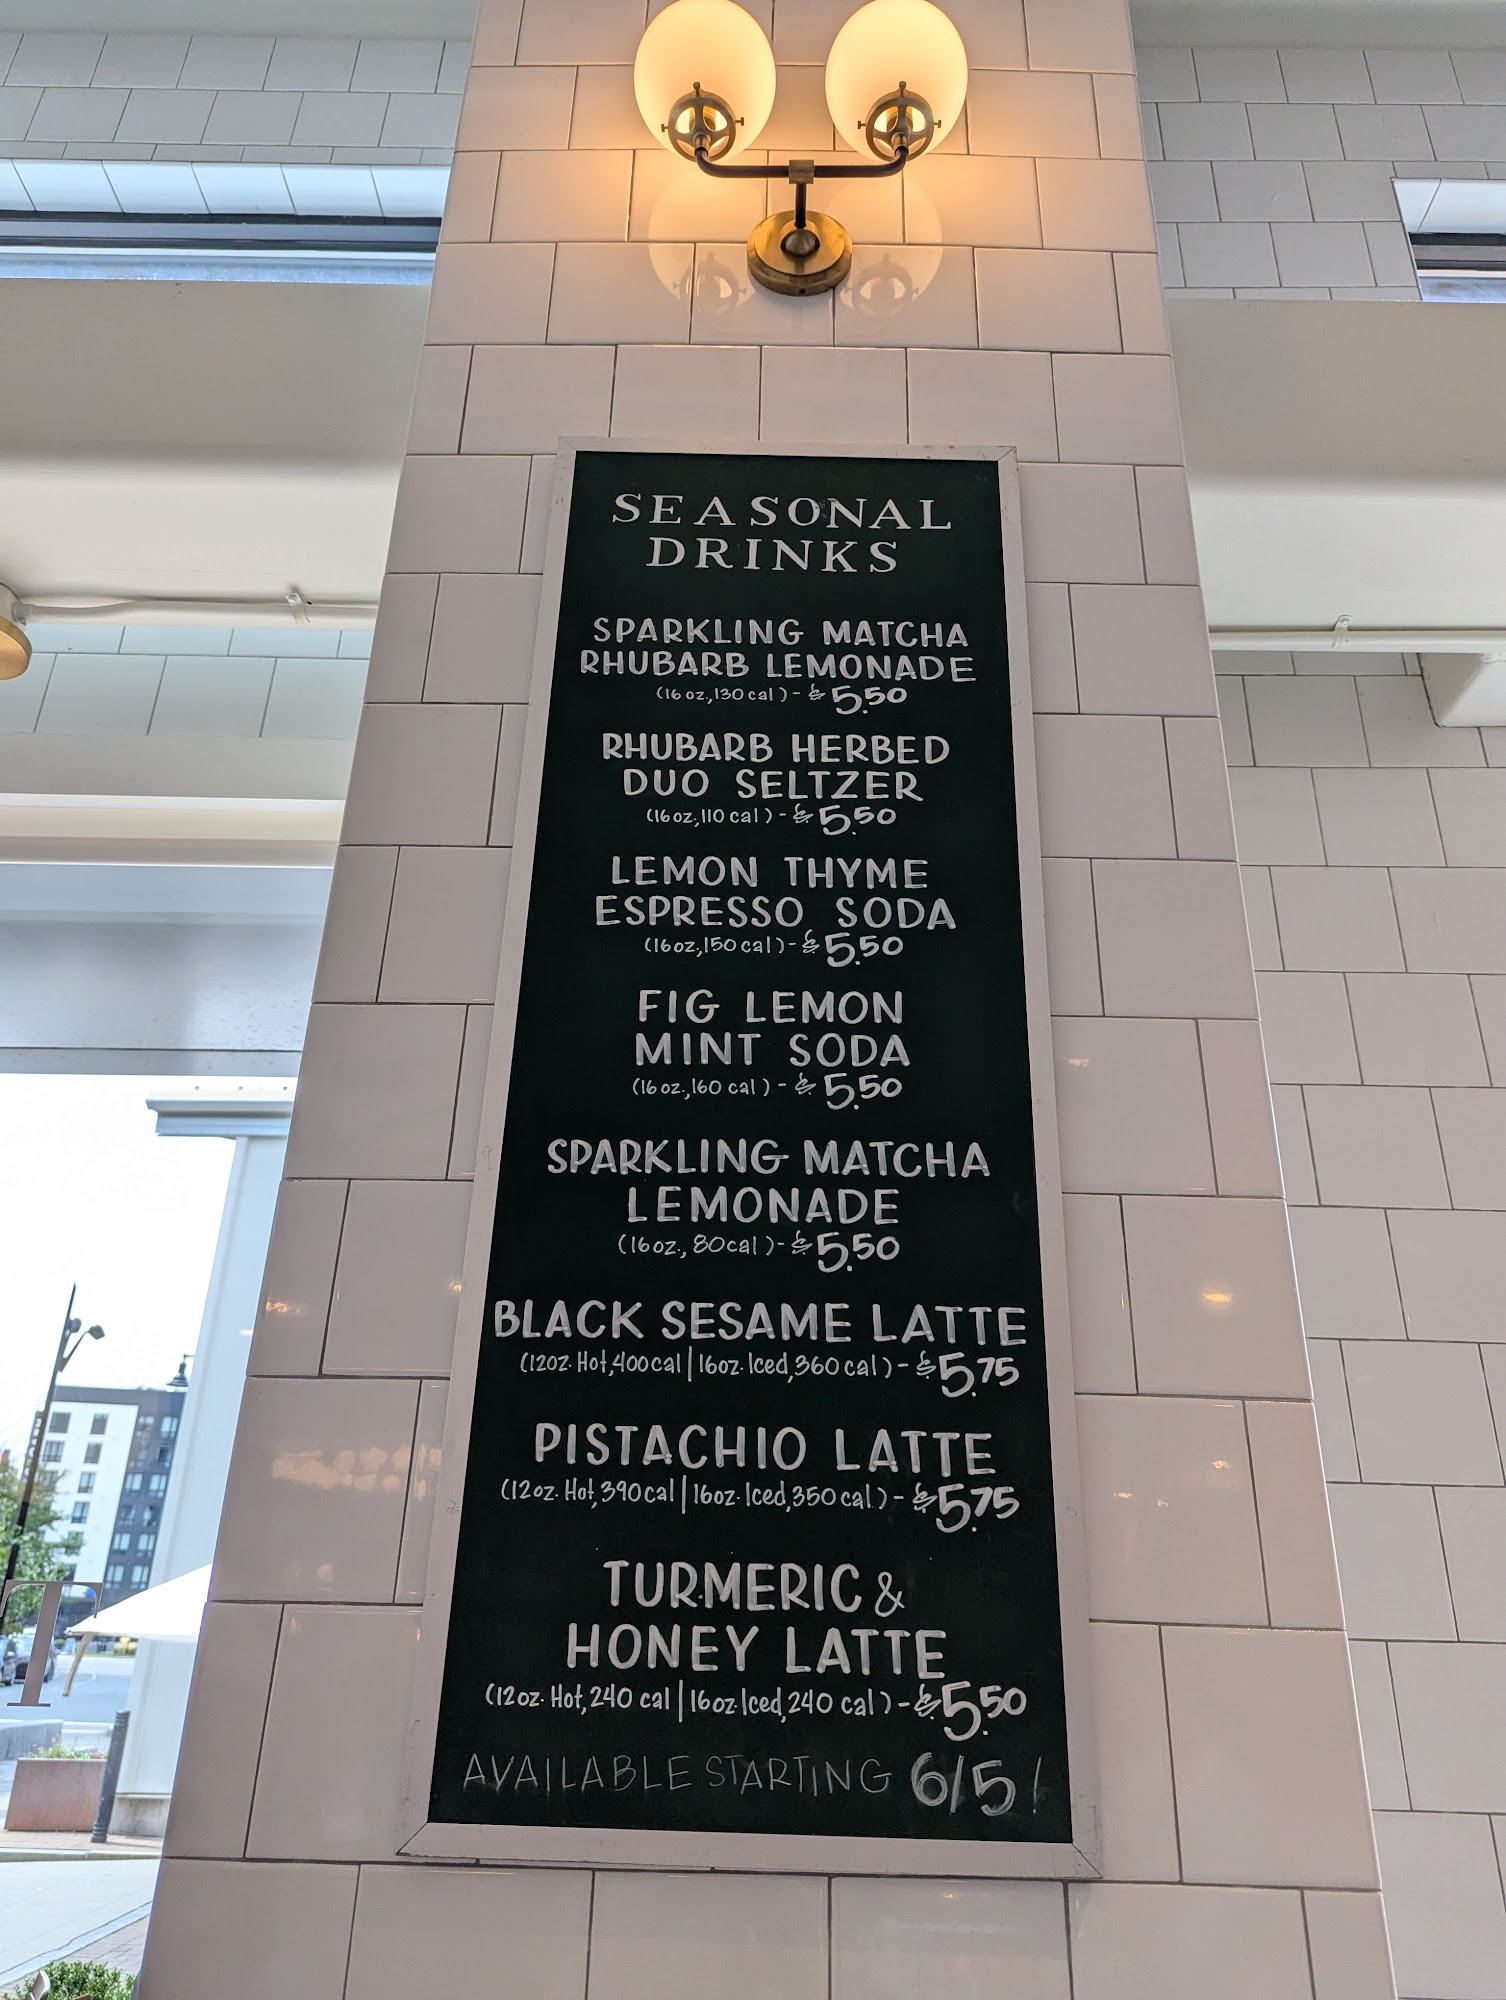 SEASONAL
DRINKS
SPARKLING MATCHA
RHUBARB LEMONADE
(16 oz., 130 cal) - $5.50
RHUBARB HERBED
DUO SELTZER
(16 oz., 110 cal) - $5.50
LEMON THYME
ESPRESSO SODA
(16 oz., 150 cal) - $5.50
FIG LEMON
MINT SODA
(16 oz., 160 cal) - $5.50
SPARKLING MATCHA
LEMONADE
(16 oz., 80 cal) - $5.50
BLACK SESAME LATTE
(12 oz. Hot, 400 cal | 16 oz. Iced, 360 cal) - $5.75
PISTACHIO LATTE
(12 oz. Hot, 390 cal | 16 oz. Iced, 350 cal) - $5.75
TURMERIC &
HONEY LATTE
(12 oz. Hot, 240 cal | 16 oz. Iced, 240 cal) - $5.50
AVAILABLE STARTING 6/5!
T